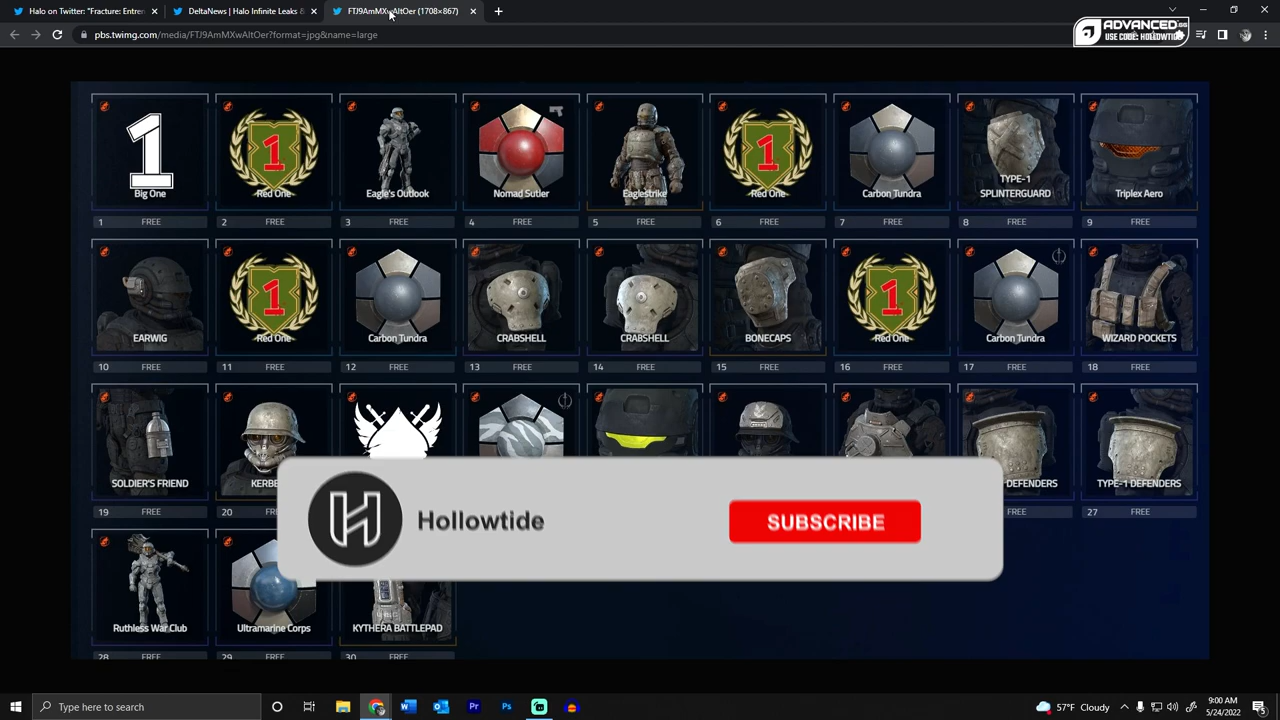 Halo on Twitter: "Fracture: Entren
DeltaNews | Halo Infinite Leaks &
FTJ9AmMXwAltOer (1708×867)
pbs.twimg.com/media/FTJ9AmMXwAltOer?format=jpg&name=large
ADVANCED.GG
USE CODE: HOLLOWTIDE
Big One
Red One
Eagle's Outlook
Nomad Sutler
Eaglestrike
Red One
Carbon Tundra
TYPE-1 SPLINTERGUARD
Triplex Aero
1 FREE
2 FREE
3 FREE
4 FREE
5 FREE
6 FREE
7 FREE
8 FREE
9 FREE
EARWIG
Red One
Carbon Tundra
CRABSHELL
CRABSHELL
BONECAPS
Red One
Carbon Tundra
WIZARD POCKETS
10 FREE
11 FREE
12 FREE
13 FREE
14 FREE
15 FREE
16 FREE
17 FREE
18 FREE
SOLDIER'S FRIEND
KERBE
DEFENDERS
TYPE-1 DEFENDERS
19 FREE
20
FREE
27 FREE
H
Hollowtide
SUBSCRIBE
Ruthless War Club
Ultramarine Corps
KYTHERA BATTLEPAD
28 FREE
29 FREE
30 FREE
Type here to search
57°F Cloudy
9:00 AM
5/24/2022